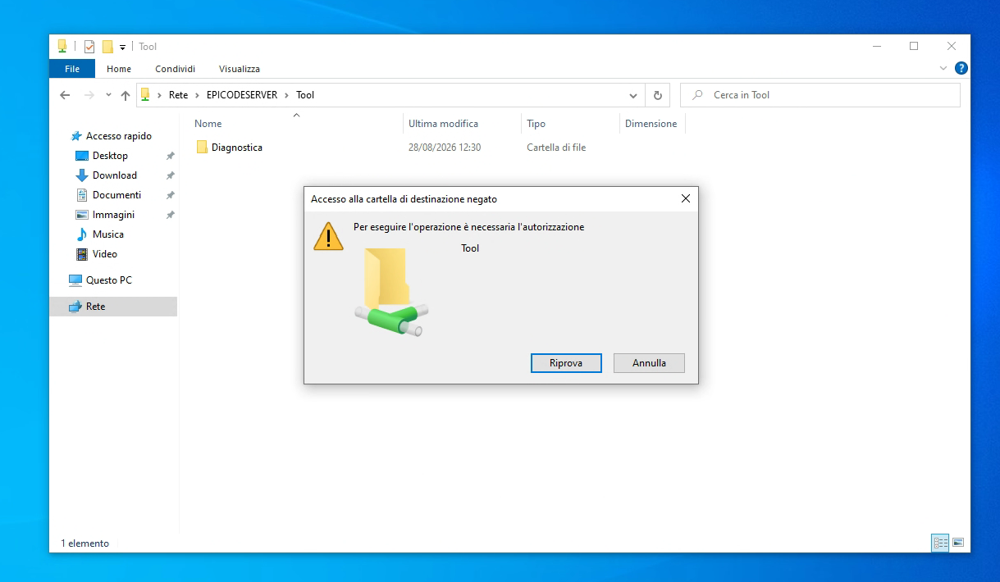 Tool
File Home Condividi Visualizza ?
Rete EPICODESERVER Tool Cerca in Tool
Nome Ultima modifica Tipo Dimensione
Accesso rapido
Diagnostica 28/08/2026 12:30 Cartella di file
Desktop
Download
Documenti
Immagini
Musica
Video
Questo PC
Rete
Accesso alla cartella di destinazione negato
Per eseguire l'operazione è necessaria l'autorizzazione
Tool
Riprova Annulla
1 elemento